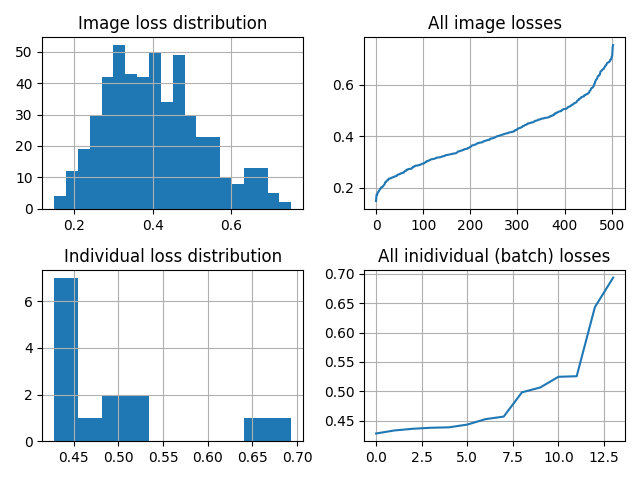 Image loss distribution
50
40
30
20
10
0
0.2 0.4 0.6
All image losses
0.6
0.4
0.2
0 100 200 300 400 500
Individual loss distribution
6
4
2
0
0.45 0.50 0.55 0.60 0.65 0.70
All inidividual (batch) losses
0.70
0.65
0.60
0.55
0.50
0.45
0.0 2.5 5.0 7.5 10.0 12.5